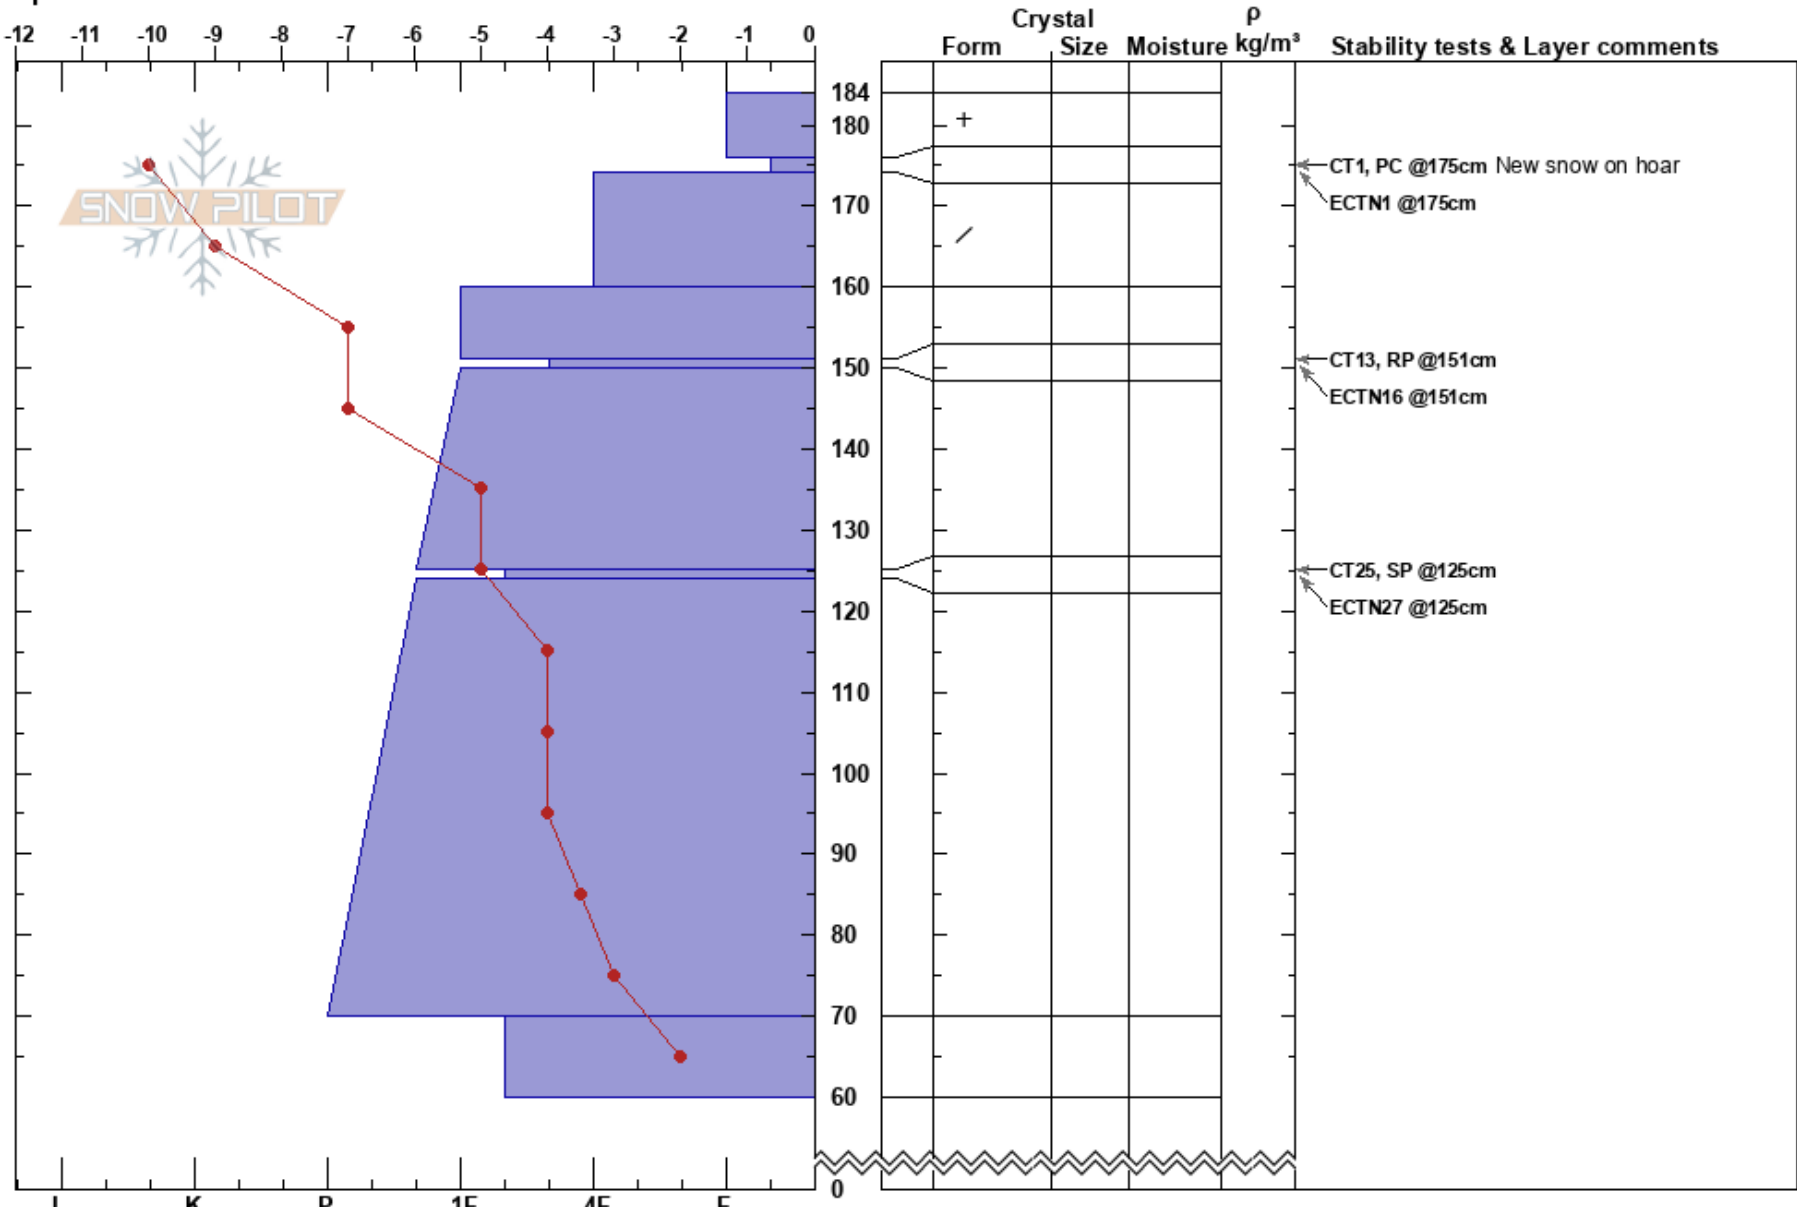 Crystal ρ
-12 -11 -10 -9 -8 -7 -6 -5 -4 -3 -2 -1 0 Form Size Moisture kg/m³ Stability tests & Layer comments
184
180
CT1, PC @175cm New snow on hoar
SNOW PILOT 170 ECTN1 @175cm
160
CT13, RP @151cm
150
ECTN16 @151cm
140
130
CT25, SP @125cm
120 ECTN27 @125cm
110
100
90
80
70
60
0
K P 1F 4F F